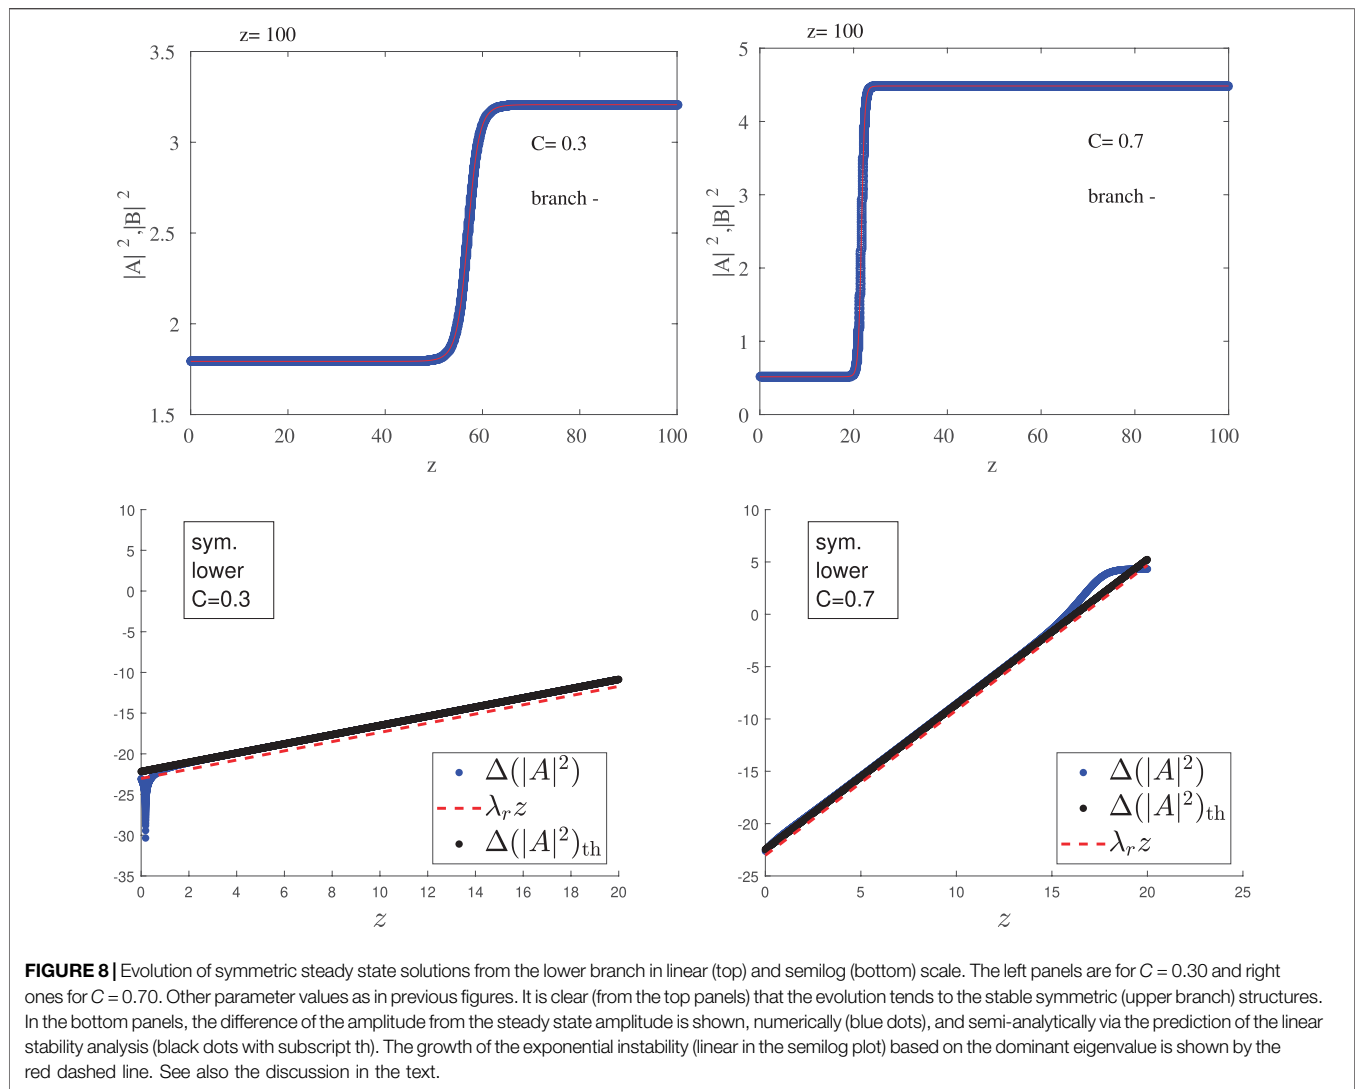 z= 100
3.5
3
2.5
2
1.5
|A| ², |B| ²
C= 0.3
branch -
0 20 40 60 80 100
z
z= 100
5
4
3
2
1
0
|A| ², |B| ²
C= 0.7
branch -
0 20 40 60 80 100
z
10
5
0
-5
-10
-15
-20
-25
-30
-35
sym.
lower
C=0.3
Δ(|A|²)
λᵣz
Δ(|A|²)th
0 2 4 6 8 10 12 14 16 18 20
z
10
5
0
-5
-10
-15
-20
-25
sym.
lower
C=0.7
Δ(|A|²)
Δ(|A|²)th
λᵣz
0 5 10 15 20 25
z
FIGURE 8 | Evolution of symmetric steady state solutions from the lower branch in linear (top) and semilog (bottom) scale. The left panels are for C = 0.30 and right
ones for C = 0.70. Other parameter values as in previous figures. It is clear (from the top panels) that the evolution tends to the stable symmetric (upper branch) structures.
In the bottom panels, the difference of the amplitude from the steady state amplitude is shown, numerically (blue dots), and semi-analytically via the prediction of the linear
stability analysis (black dots with subscript th). The growth of the exponential instability (linear in the semilog plot) based on the dominant eigenvalue is shown by the
red dashed line. See also the discussion in the text.